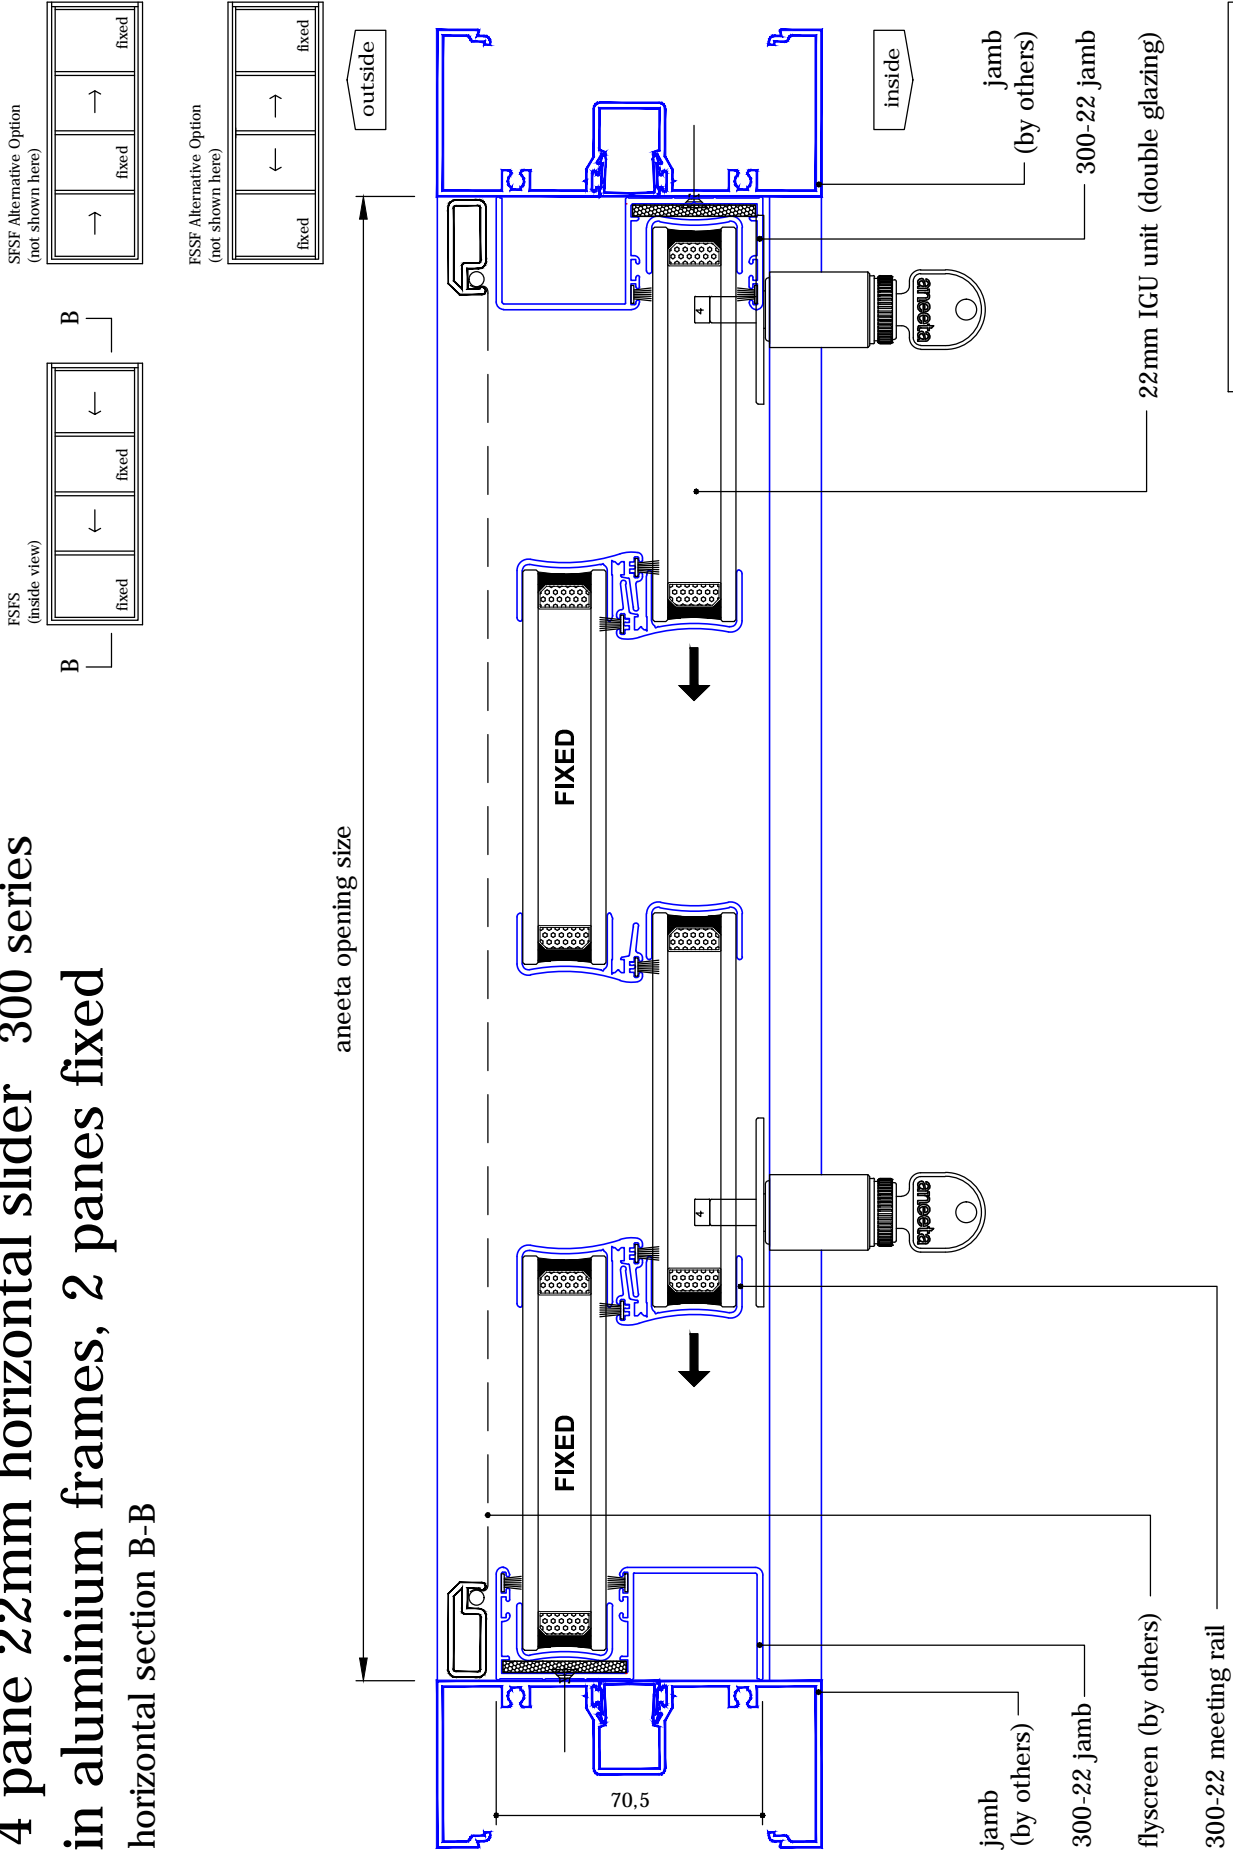 4 pane 22mm horizontal slider 300 series
in aluminium frames, 2 panes fixed
horizontal section B-B
FSFS
(inside view)
B
B
fixed
fixed
SFSF Alternative Option
(not shown here)
fixed
fixed
FSSF Alternative Option
(not shown here)
fixed
fixed
outside
aneeta opening size
FIXED
FIXED
4
4
70,5
aneeta
aneeta
inside
jamb
(by others)
300-22 jamb
flyscreen (by others)
300-22 meeting rail
jamb
(by others)
300-22 jamb
22mm IGU unit (double glazing)